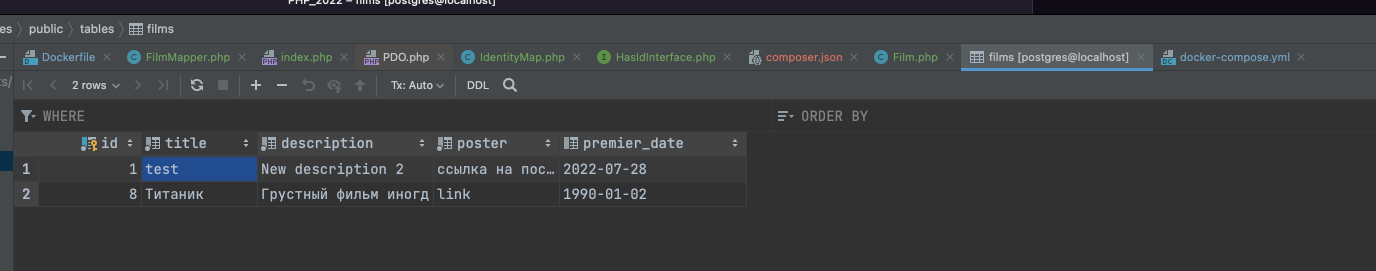 PHP_2022 – films [postgres@localhost]
es public tables films
Dockerfile FilmMapper.php index.php PDO.php IdentityMap.php HasIdInterface.php composer.json Film.php films [postgres@localhost] docker-compose.yml
ts/ 2 rows Tx: Auto DDL
WHERE ORDER BY
id title description poster premier_date
1 1 test New description 2 ссылка на пос… 2022-07-28
2 8 Титаник Грустный фильм иногд link 1990-01-02